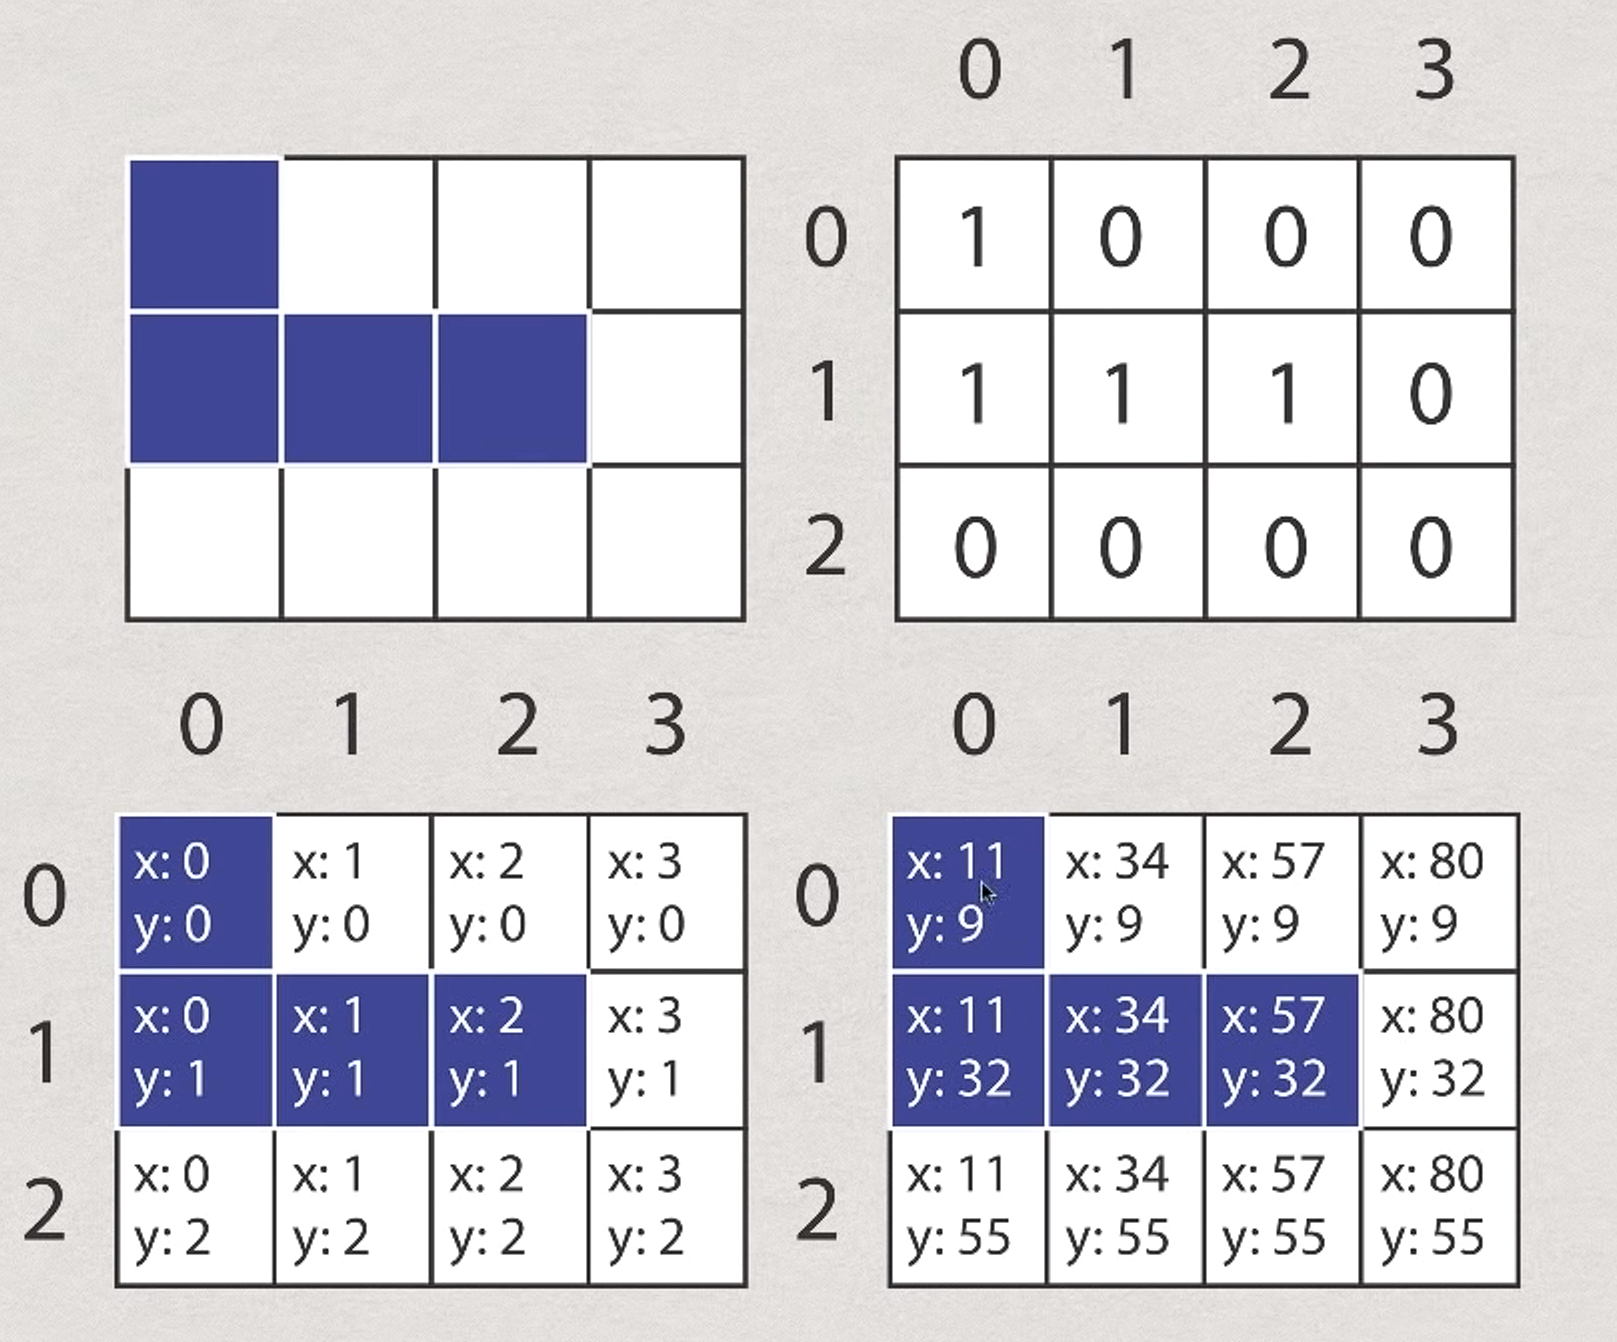 0 1 2 3
0 1 0 0 0
1 1 1 1 0
2 0 0 0 0
0 1 2 3
0 x: 0 x: 1 x: 2 x: 3
y: 0 y: 0 y: 0 y: 0
1 x: 0 x: 1 x: 2 x: 3
y: 1 y: 1 y: 1 y: 1
2 x: 0 x: 1 x: 2 x: 3
y: 2 y: 2 y: 2 y: 2
0 1 2 3
0 x: 11 x: 34 x: 57 x: 80
y: 9 y: 9 y: 9 y: 9
1 x: 11 x: 34 x: 57 x: 80
y: 32 y: 32 y: 32 y: 32
2 x: 11 x: 34 x: 57 x: 80
y: 55 y: 55 y: 55 y: 55